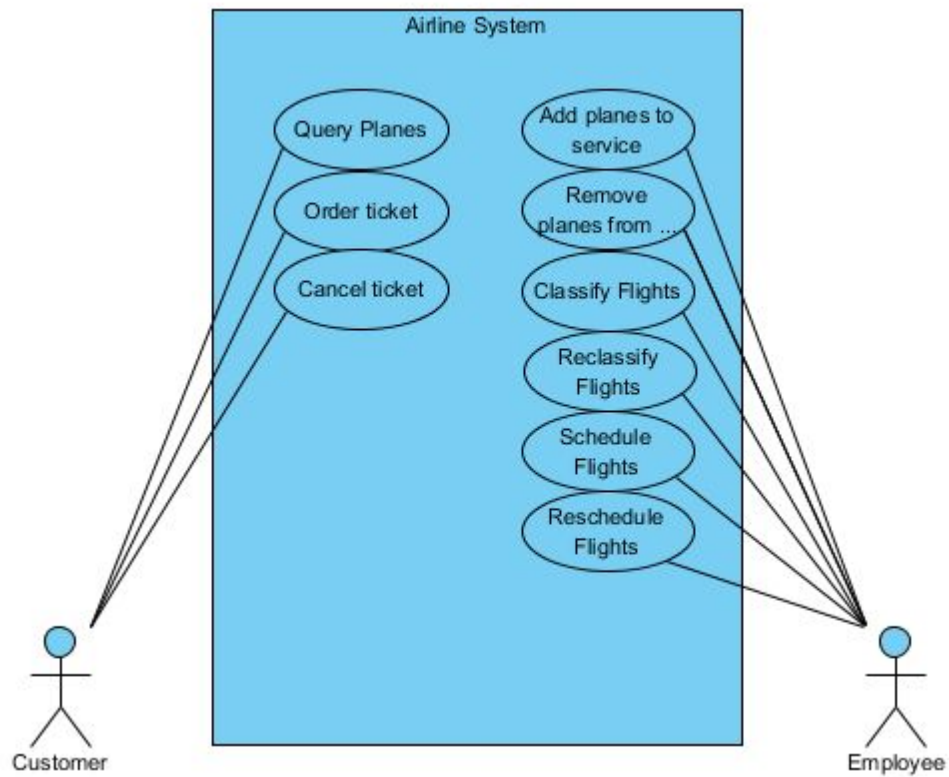 Airline System
Query Planes
Order ticket
Cancel ticket
Add planes to
service
Remove
planes from ...
Classify Flights
Reclassify
Flights
Schedule
Flights
Reschedule
Flights
Customer
Employee